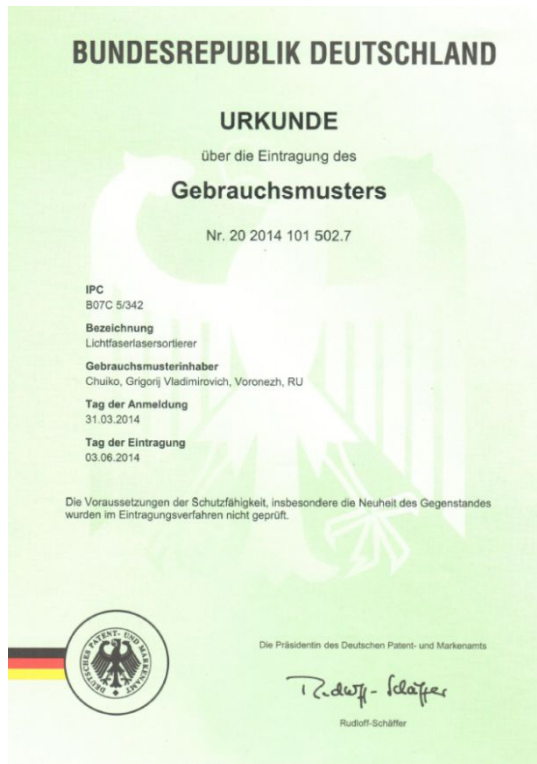 BUNDESREPUBLIK DEUTSCHLAND
URKUNDE
über die Eintragung des
Gebrauchsmusters
Nr. 20 2014 101 502.7
IPC
B07C 5/342
Bezeichnung
Lichtfaserlasersortierer
Gebrauchsmusterinhaber
Chuiko, Grigorij Vladimirovich, Voronezh, RU
Tag der Anmeldung
31.03.2014
Tag der Eintragung
03.06.2014
Die Voraussetzungen der Schutzfähigkeit, insbesondere die Neuheit des Gegenstandes
wurden im Eintragungsverfahren nicht geprüft.
DEUTSCHES PATENT- UND MARKENAMT
Die Präsidentin des Deutschen Patent- und Markenamts
Rudloff-Schäffer
Rudloff-Schäffer